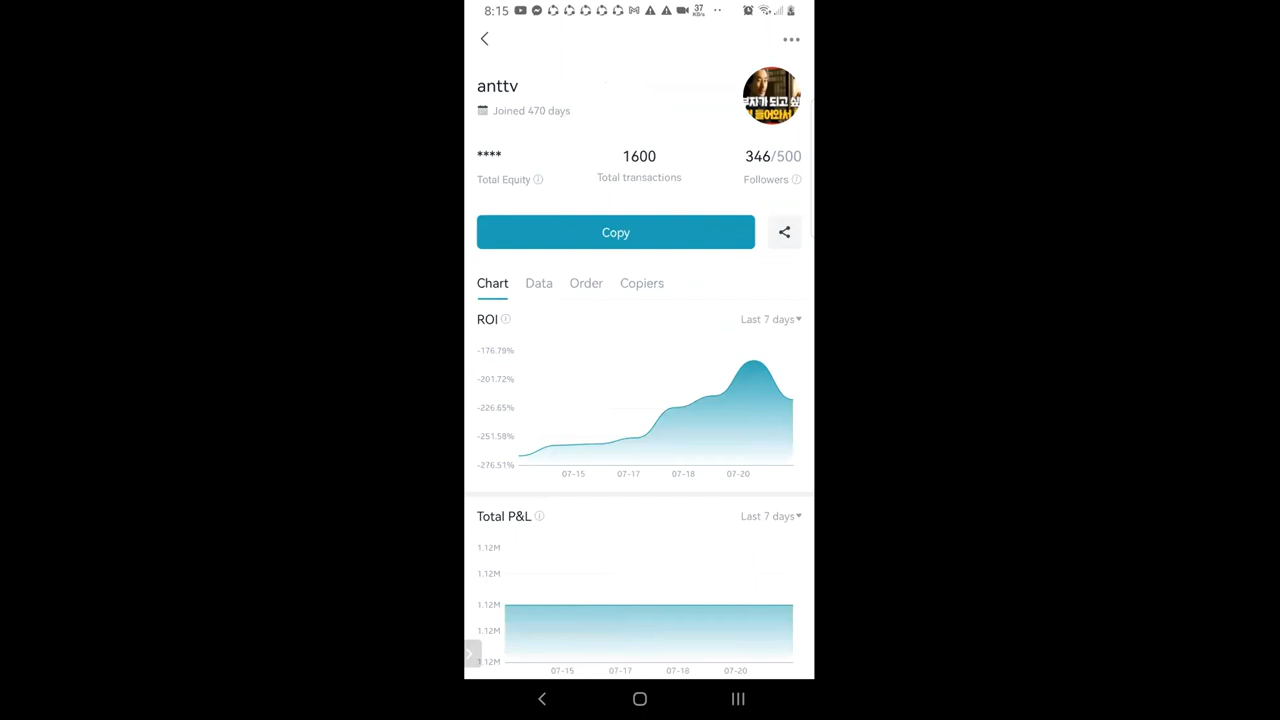 8:15 37 KB/s
anttv
Joined 470 days
**** 1600 346/500
Total Equity Total transactions Followers
Copy
Chart Data Order Copiers
ROI Last 7 days
-176.79%
-201.72%
-226.65%
-251.58%
-276.51%
07-15 07-17 07-18 07-20
Total P&L Last 7 days
1.12M
1.12M
1.12M
1.12M
1.12M
07-15 07-17 07-18 07-20